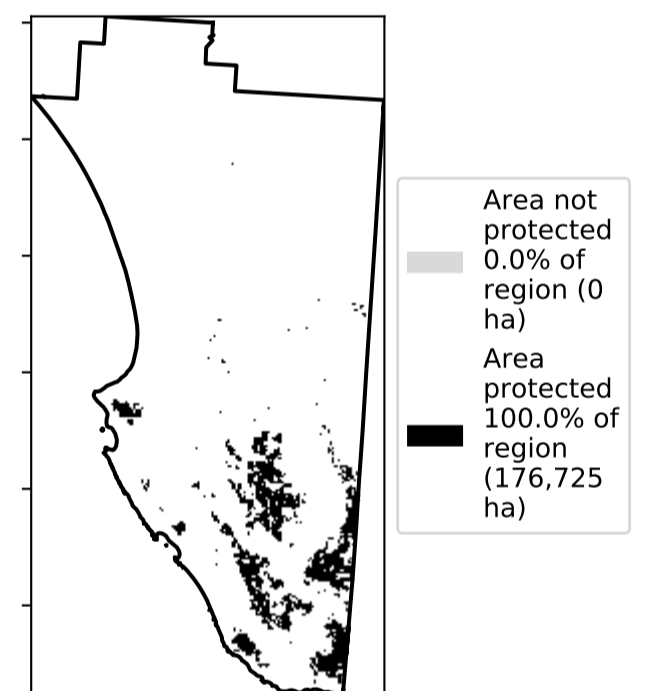 Area not
protected
0.0% of
region (0
ha)
Area
protected
100.0% of
region
(176,725
ha)